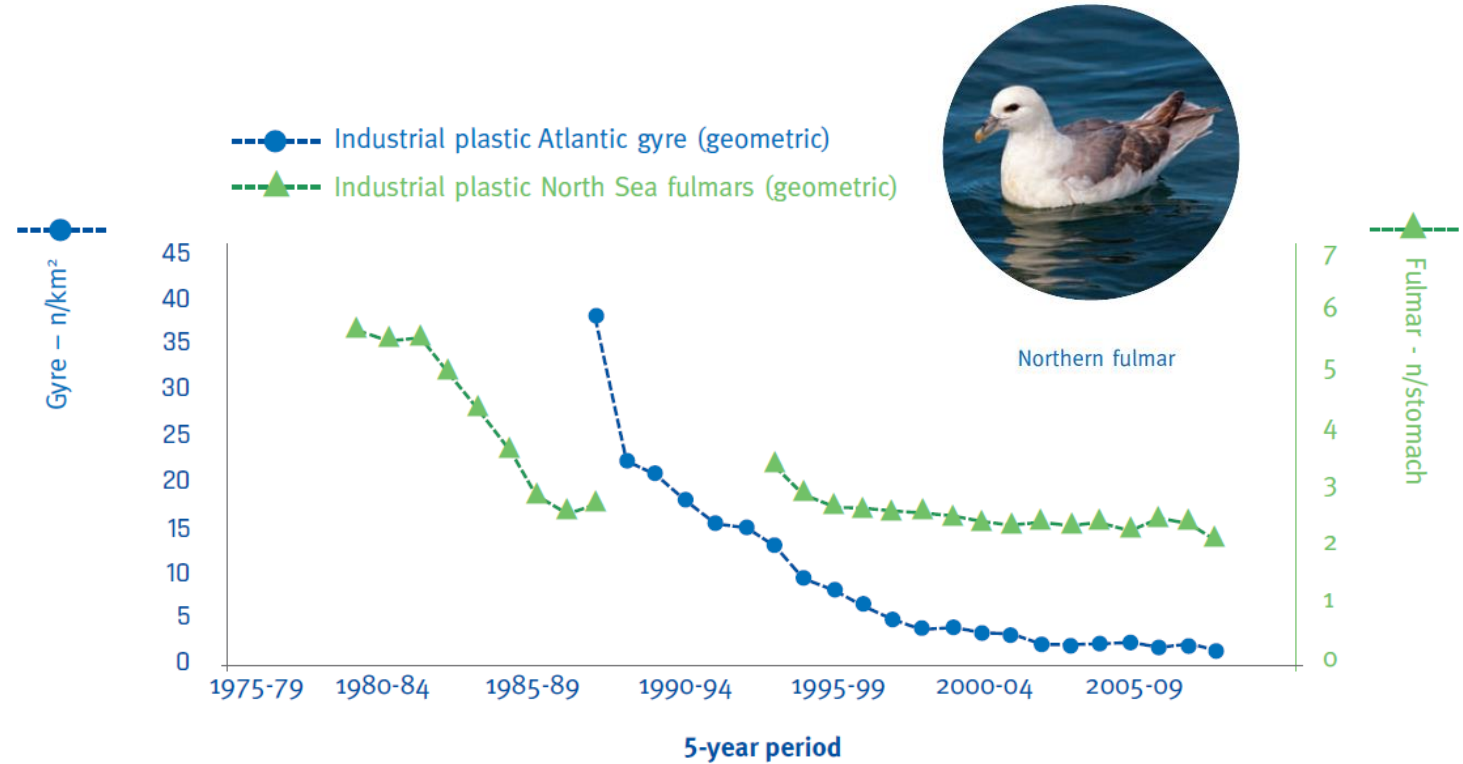 Industrial plastic Atlantic gyre (geometric)
Industrial plastic North Sea fulmars (geometric)
Gyre – n/km²
45
40
35
30
25
20
15
10
5
0
7
6
5
4
3
2
1
0
Fulmar - n/stomach
Northern fulmar
1975-79 1980-84 1985-89 1990-94 1995-99 2000-04 2005-09
5-year period